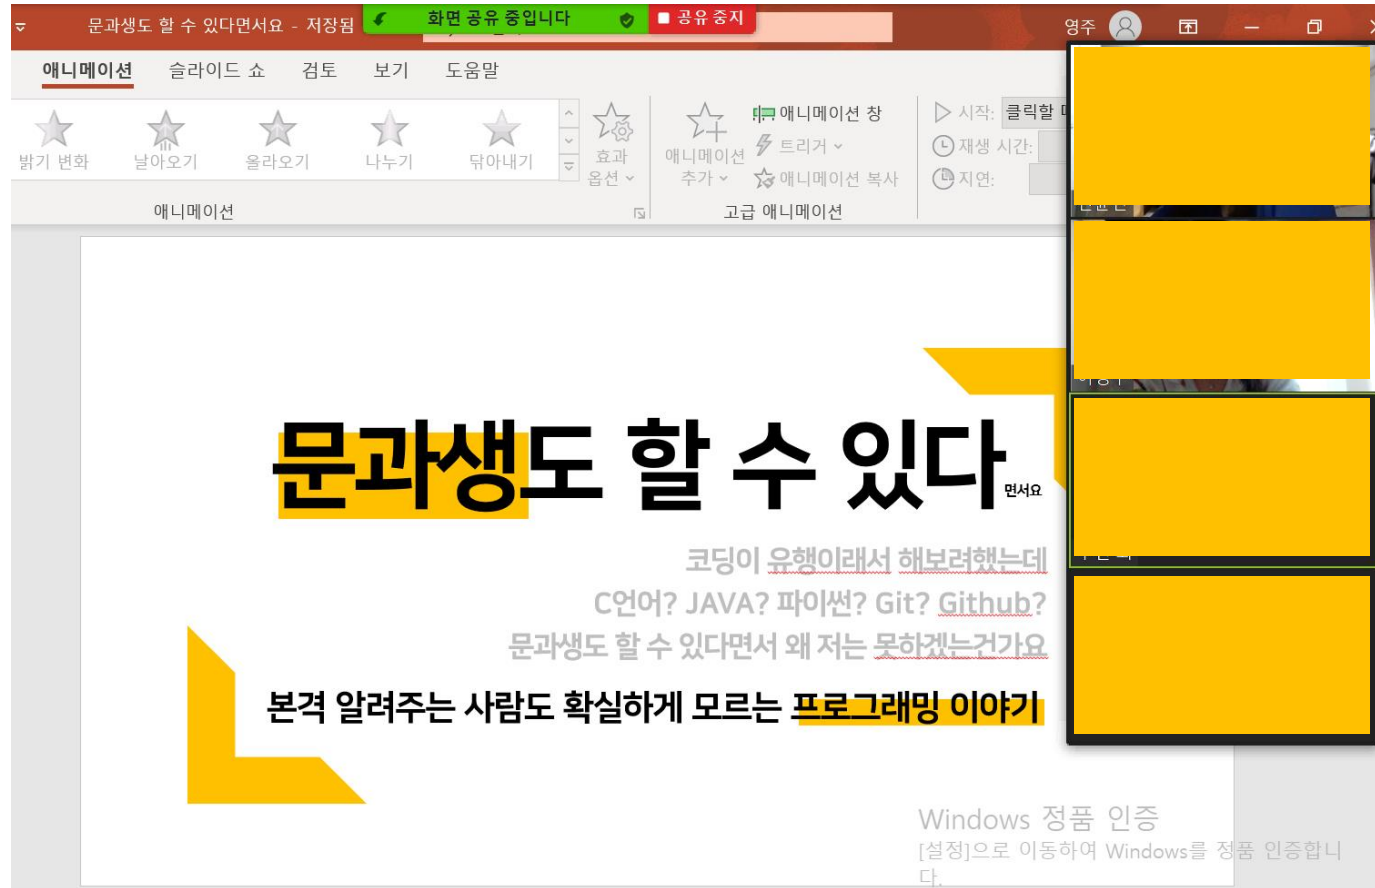 문과생도 할 수 있다면서요 - 저장됨
화면 공유 중입니다
공유 중지
영주
애니메이션 슬라이드 쇼 검토 보기 도움말
밝기 변화 날아오기 올라오기 나누기 닦아내기
효과
옵션
애니메이션
추가
애니메이션 창
트리거
애니메이션 복사
시작: 클릭할
재생 시간:
지연:
애니메이션
고급 애니메이션
문과생도 할 수 있다면서요
코딩이 유행이래서 해보려했는데
C언어? JAVA? 파이썬? Git? Github?
문과생도 할 수 있다면서 왜 저는 못하겠는건가요
본격 알려주는 사람도 확실하게 모르는 프로그래밍 이야기
Windows 정품 인증
[설정]으로 이동하여 Windows를 정품 인증합니
다.